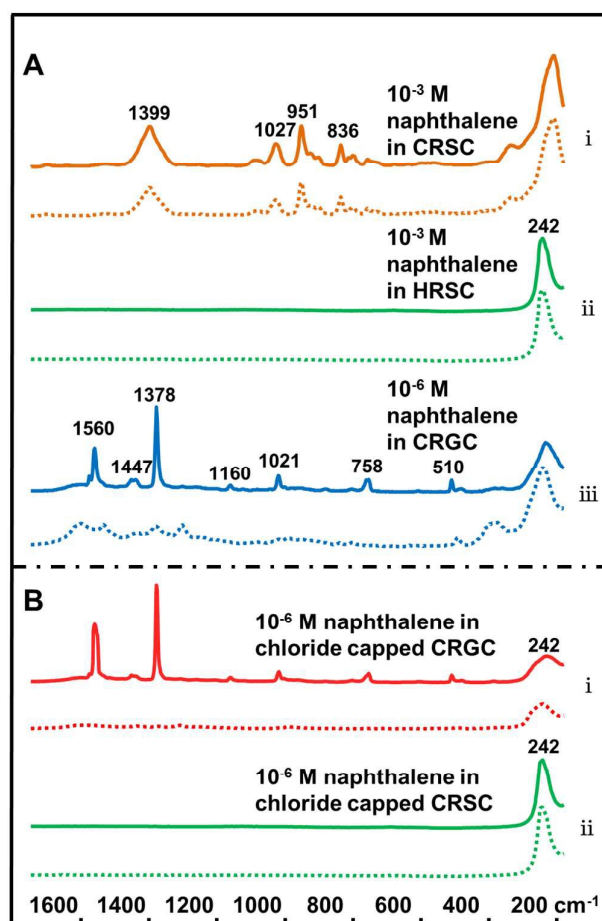 A
10⁻³ M
naphthalene
in CRSC
i
1399
1027
951
836
10⁻³ M
naphthalene
in HRSC
242
ii
10⁻⁶ M
naphthalene
in CRGC
1560
1447
1378
1160
1021
758
510
iii
B
10⁻⁶ M naphthalene in
chloride capped CRGC
242
i
10⁻⁶ M naphthalene in
chloride capped CRSC
242
ii
1600 1400 1200 1000 800 600 400 200 cm⁻¹